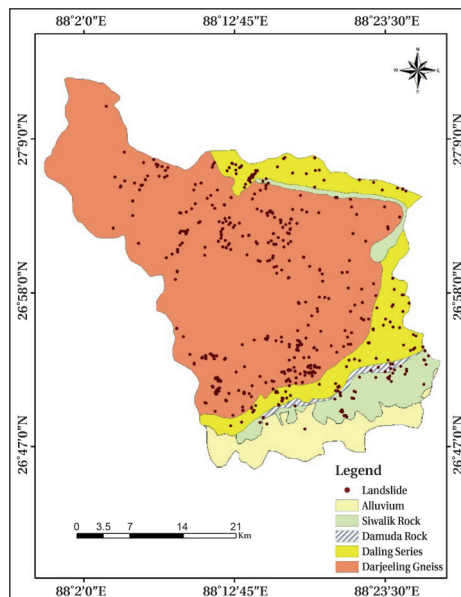 88°2'0"E 88°12'45"E 88°23'30"E
N
W E
S
27°9'0"N 27°9'0"N
26°58'0"N 26°58'0"N
26°47'0"N 26°47'0"N
Legend
Landslide
Alluvium
Siwalik Rock
Damuda Rock
Daling Series
Darjeeling Gneiss
0 3.5 7 14 21
Km
88°2'0"E 88°12'45"E 88°23'30"E